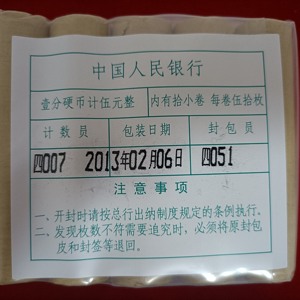 中国人民银行
壹分硬币计伍元整 内有拾小卷 每卷伍拾枚
计数员 包装日期 封包员
四007 2013年02月06日 四051
注意事项
一、开封时请按总行出纳制度规定的条例执行。
二、发现枚数不符需要追究时，必须将原封包
皮和封签等退回。